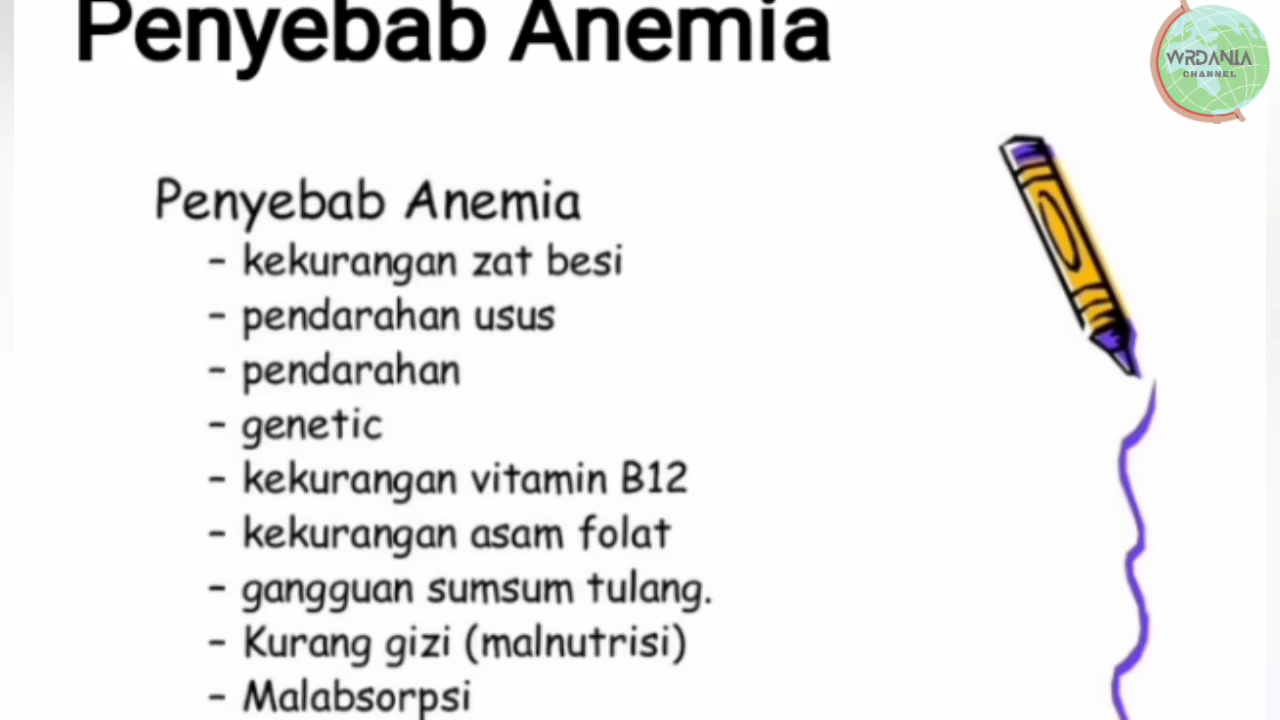 Penyebab Anemia
WRDANIA
CHANNEL
Penyebab Anemia
- kekurangan zat besi
- pendarahan usus
- pendarahan
- genetic
- kekurangan vitamin B12
- kekurangan asam folat
- gangguan sumsum tulang.
- Kurang gizi (malnutrisi)
- Malabsorpsi